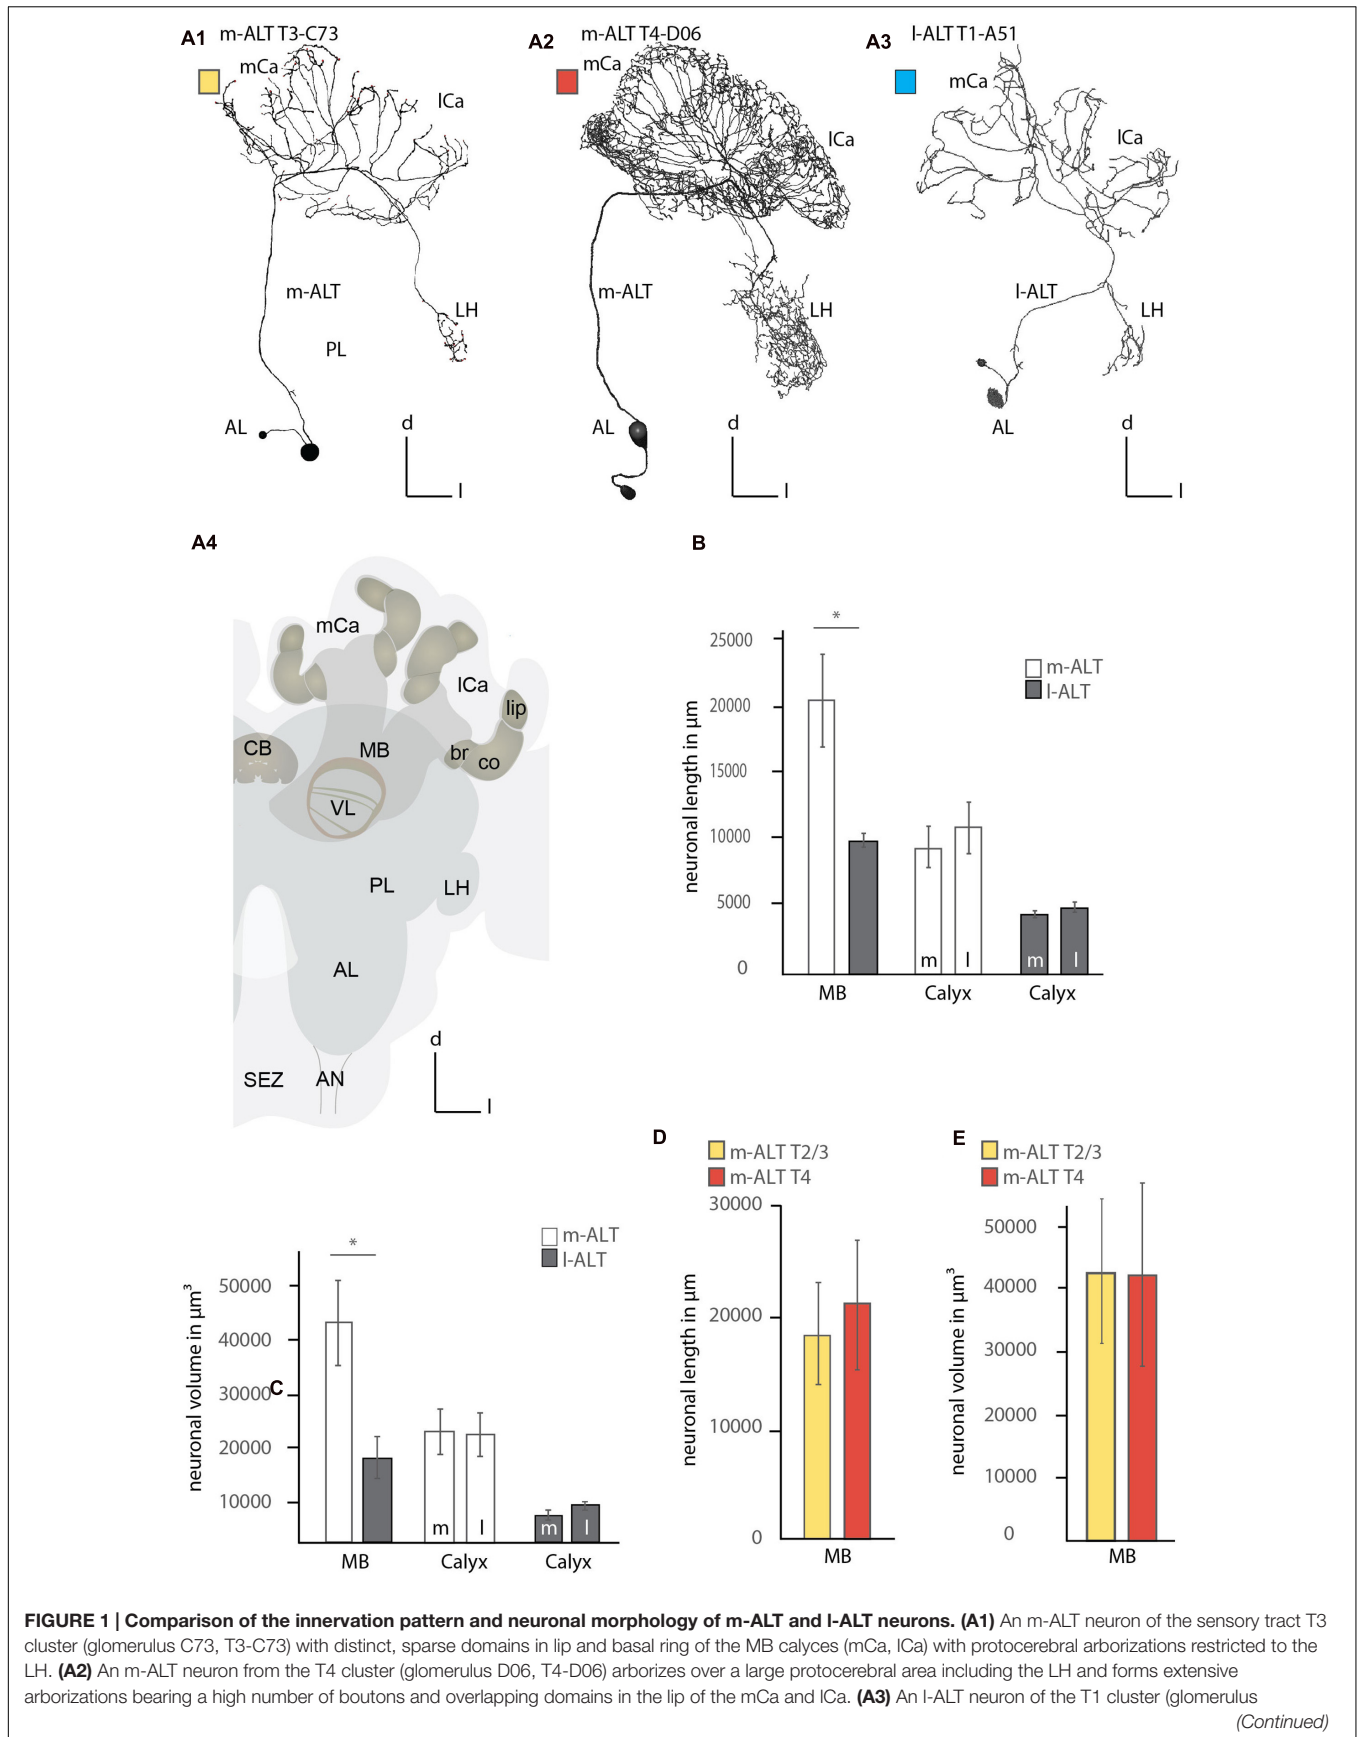 A1 m-ALT T3-C73
mCa
lCa
m-ALT
LH
PL
AL
d
l
A2 m-ALT T4-D06
mCa
lCa
m-ALT
LH
AL
d
l
A3 l-ALT T1-A51
mCa
lCa
l-ALT
LH
AL
d
l
A4
mCa
lCa
lip
CB
MB
br
co
VL
PL
LH
AL
SEZ
AN
d
l
B
*
m-ALT
l-ALT
neuronal length in µm
25000
20000
15000
10000
5000
0
m l m l
MB Calyx Calyx
C
*
m-ALT
l-ALT
neuronal volume in µm³
50000
40000
30000
20000
10000
m l m l
MB Calyx Calyx
D
m-ALT T2/3
m-ALT T4
neuronal length in µm
30000
20000
10000
0
MB
E
m-ALT T2/3
m-ALT T4
neuronal volume in µm³
50000
40000
30000
20000
10000
0
MB
FIGURE 1 | Comparison of the innervation pattern and neuronal morphology of m-ALT and l-ALT neurons. (A1) An m-ALT neuron of the sensory tract T3
cluster (glomerulus C73, T3-C73) with distinct, sparse domains in lip and basal ring of the MB calyces (mCa, lCa) with protocerebral arborizations restricted to the
LH. (A2) An m-ALT neuron from the T4 cluster (glomerulus D06, T4-D06) arborizes over a large protocerebral area including the LH and forms extensive
arborizations bearing a high number of boutons and overlapping domains in the lip of the mCa and lCa. (A3) An l-ALT neuron of the T1 cluster (glomerulus
(Continued)